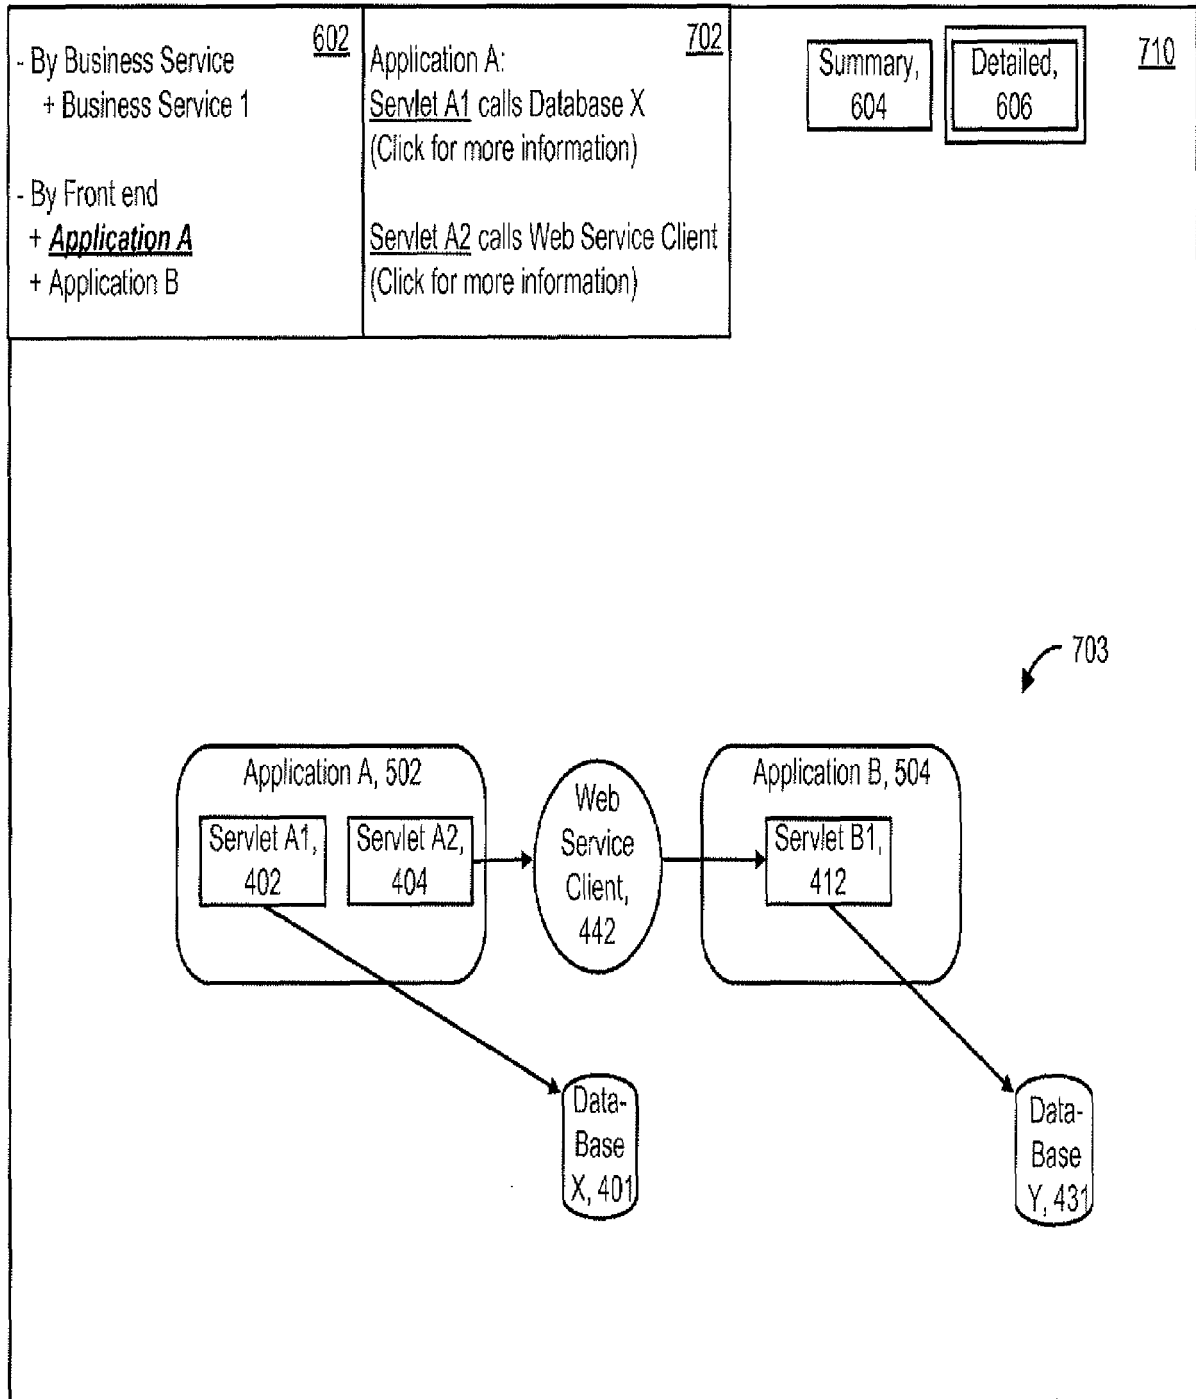 602
- By Business Service
+ Business Service 1
- By Front end
+ Application A
+ Application B
702
Application A:
Servlet A1 calls Database X
(Click for more information)
Servlet A2 calls Web Service Client
(Click for more information)
Summary,
604
Detailed,
606
710
703
Application A, 502
Servlet A1,
402
Servlet A2,
404
Web
Service
Client,
442
Application B, 504
Servlet B1,
412
Data-
Base
X, 401
Data-
Base
Y, 431